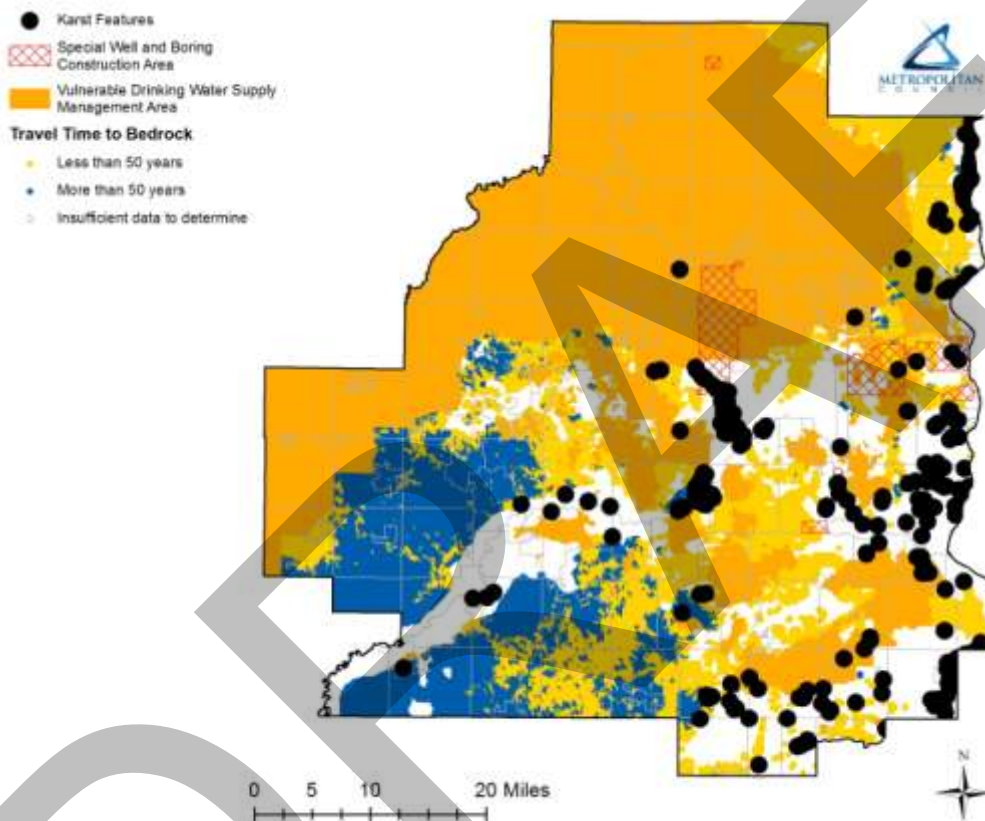 Karst Features
Special Well and Boring
Construction Area
Vulnerable Drinking Water Supply
Management Area
Travel Time to Bedrock
Less than 50 years
More than 50 years
Insufficient data to determine
METROPOLITAN
COUNCIL
DRAFT
0 5 10 20 Miles
N